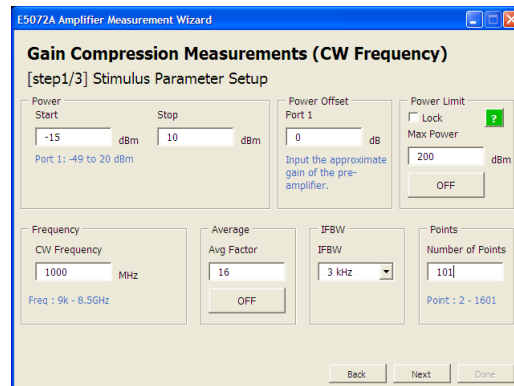 E5072A Amplifier Measurement Wizard
Gain Compression Measurements (CW Frequency)
[step1/3] Stimulus Parameter Setup
Power
Start
Stop
-15
dBm
10
dBm
Port 1: -49 to 20 dBm
Power Offset
Port 1
0
dB
Input the approximate
gain of the pre-
amplifier.
Power Limit
Lock
?
Max Power
200
dBm
OFF
Frequency
CW Frequency
1000
MHz
Freq : 9k - 8.5GHz
Average
Avg Factor
16
OFF
IFBW
IFBW
3 kHz
Points
Number of Points
101
Point : 2 - 1601
Back
Next
Done